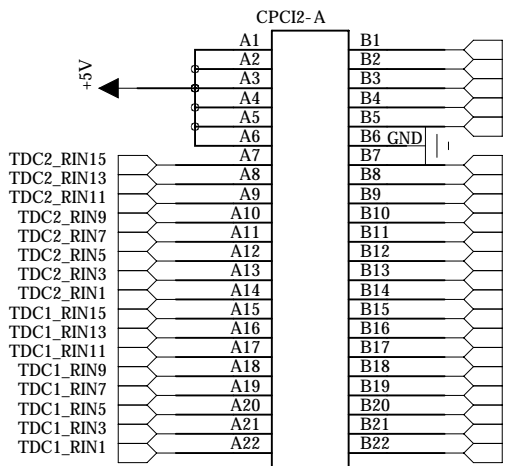 CPCI2-A
A1 B1
A2 B2
+5V A3 B3
A4 B4
A5 B5
A6 B6 GND
TDC2_RIN15 A7 B7
TDC2_RIN13 A8 B8
TDC2_RIN11 A9 B9
TDC2_RIN9 A10 B10
TDC2_RIN7 A11 B11
TDC2_RIN5 A12 B12
TDC2_RIN3 A13 B13
TDC2_RIN1 A14 B14
TDC1_RIN15 A15 B15
TDC1_RIN13 A16 B16
TDC1_RIN11 A17 B17
TDC1_RIN9 A18 B18
TDC1_RIN7 A19 B19
TDC1_RIN5 A20 B20
TDC1_RIN3 A21 B21
TDC1_RIN1 A22 B22